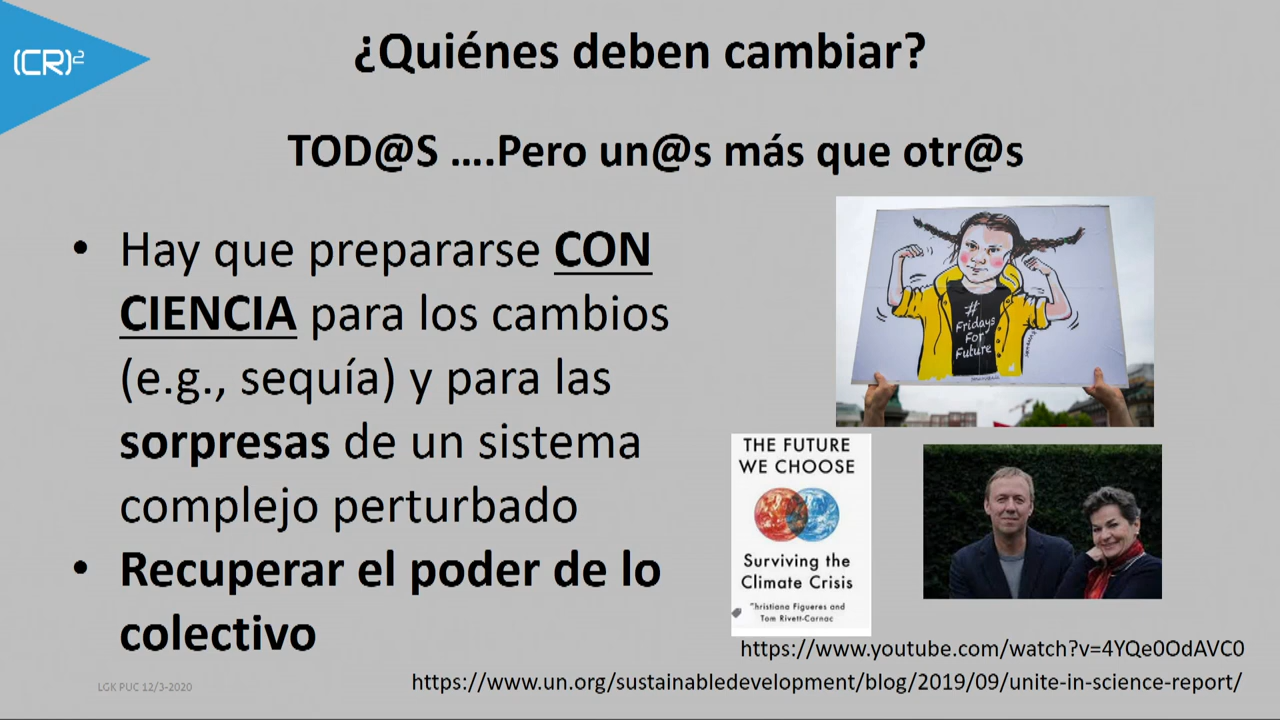 (CR)²
¿Quiénes deben cambiar?
TOD@S ....Pero un@s más que otr@s
• Hay que prepararse CON
CIENCIA para los cambios
(e.g., sequía) y para las
sorpresas de un sistema
complejo perturbado
• Recuperar el poder de lo
colectivo
#
Fridays
For
Future
THE FUTURE
WE CHOOSE
Surviving the
Climate Crisis
Christiana Figueres and
Tom Rivett-Carnac
https://www.youtube.com/watch?v=4YQe0OdAVC0
https://www.un.org/sustainabledevelopment/blog/2019/09/unite-in-science-report/
LGK PUC 12/3-2020